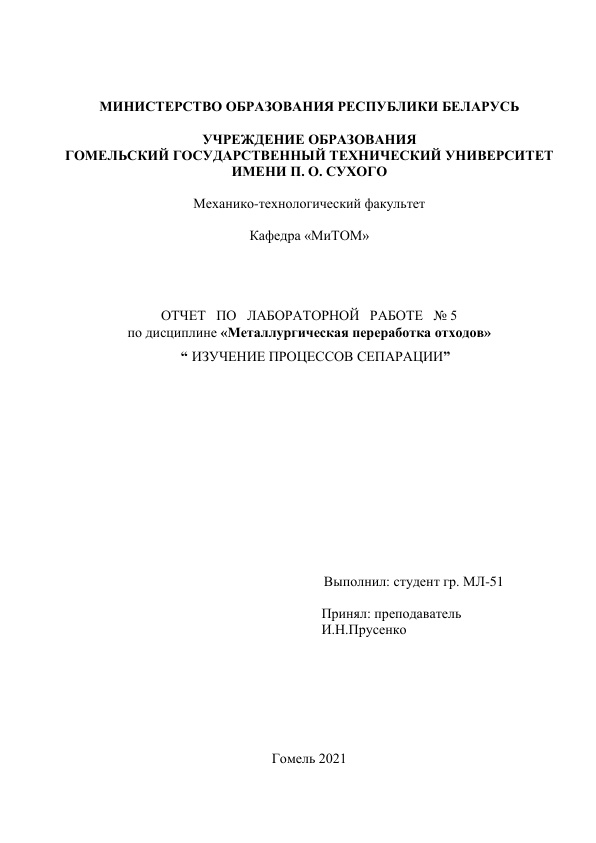 МИНИСТЕРСТВО ОБРАЗОВАНИЯ РЕСПУБЛИКИ БЕЛАРУСЬ
УЧРЕЖДЕНИЕ ОБРАЗОВАНИЯ
ГОМЕЛЬСКИЙ ГОСУДАРСТВЕННЫЙ ТЕХНИЧЕСКИЙ УНИВЕРСИТЕТ
ИМЕНИ П. О. СУХОГО
Механико-технологический факультет
Кафедра «МиТОМ»
ОТЧЕТ ПО ЛАБОРАТОРНОЙ РАБОТЕ № 5
по дисциплине «Металлургическая переработка отходов»
“ ИЗУЧЕНИЕ ПРОЦЕССОВ СЕПАРАЦИИ”
Выполнил: студент гр. МЛ-51
Принял: преподаватель
И.Н.Прусенко
Гомель 2021